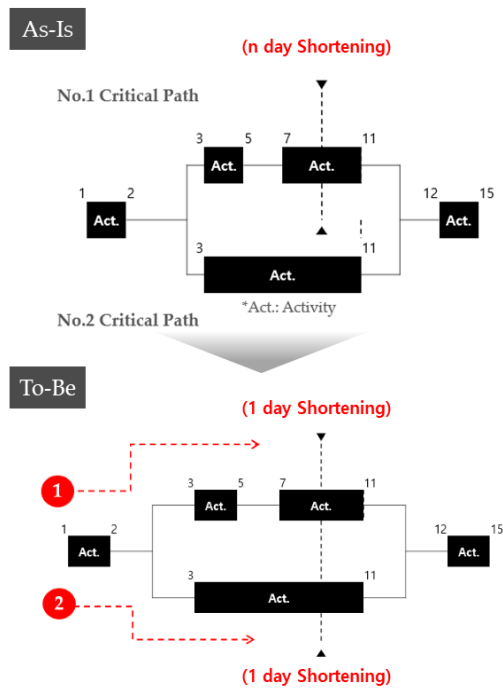 As-Is
(n day Shortening)
No.1 Critical Path
3 5 7 11
Act. Act.
1 2 12 15
Act. Act.
3 11
Act.
*Act.: Activity
No.2 Critical Path
To-Be
(1 day Shortening)
1
3 5 7 11
Act. Act.
1 2 12 15
Act. Act.
3 11
Act.
2
(1 day Shortening)